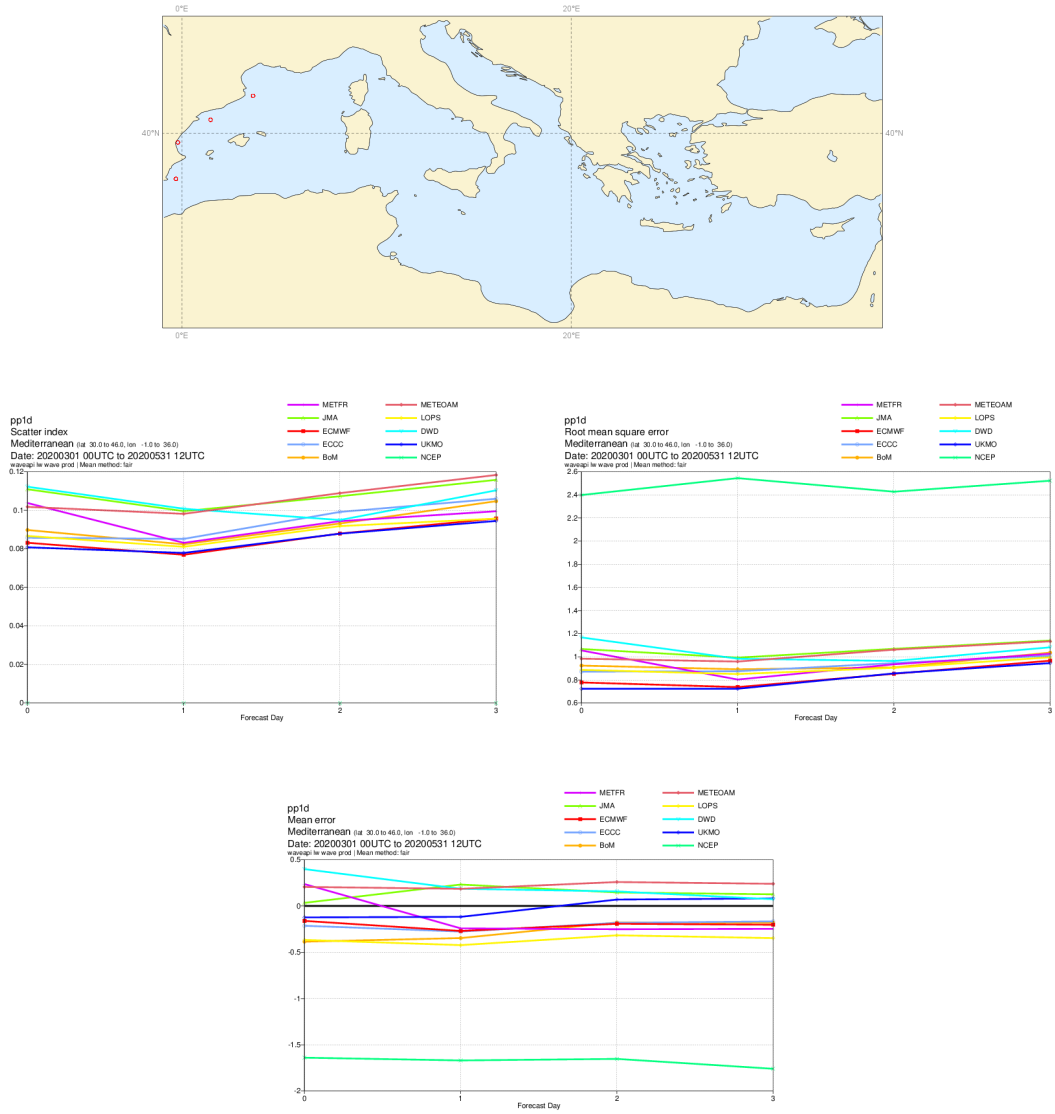 0°E 20°E
40°N 40°N
0°E 20°E
METFR METEOAM
JMA LOPS
ECMWF DWD
ECCC UKMO
BoM NCEP
pp1d
Scatter index
Mediterranean (lat 30.0 to 46.0, lon -1.0 to 36.0)
Date: 20200301 00UTC to 20200531 12UTC
waveapi lw wave prod | Mean method: fair
0.12
0.1
0.08
0.06
0.04
0.02
0
0 1 2 3
Forecast Day
METFR METEOAM
JMA LOPS
ECMWF DWD
ECCC UKMO
BoM NCEP
pp1d
Root mean square error
Mediterranean (lat 30.0 to 46.0, lon -1.0 to 36.0)
Date: 20200301 00UTC to 20200531 12UTC
waveapi lw wave prod | Mean method: fair
2.6
2.4
2.2
2
1.8
1.6
1.4
1.2
1
0.8
0.6
0 1 2 3
Forecast Day
METFR METEOAM
JMA LOPS
ECMWF DWD
ECCC UKMO
BoM NCEP
pp1d
Mean error
Mediterranean (lat 30.0 to 46.0, lon -1.0 to 36.0)
Date: 20200301 00UTC to 20200531 12UTC
waveapi lw wave prod | Mean method: fair
0.5
0
-0.5
-1
-1.5
-2
0 1 2 3
Forecast Day